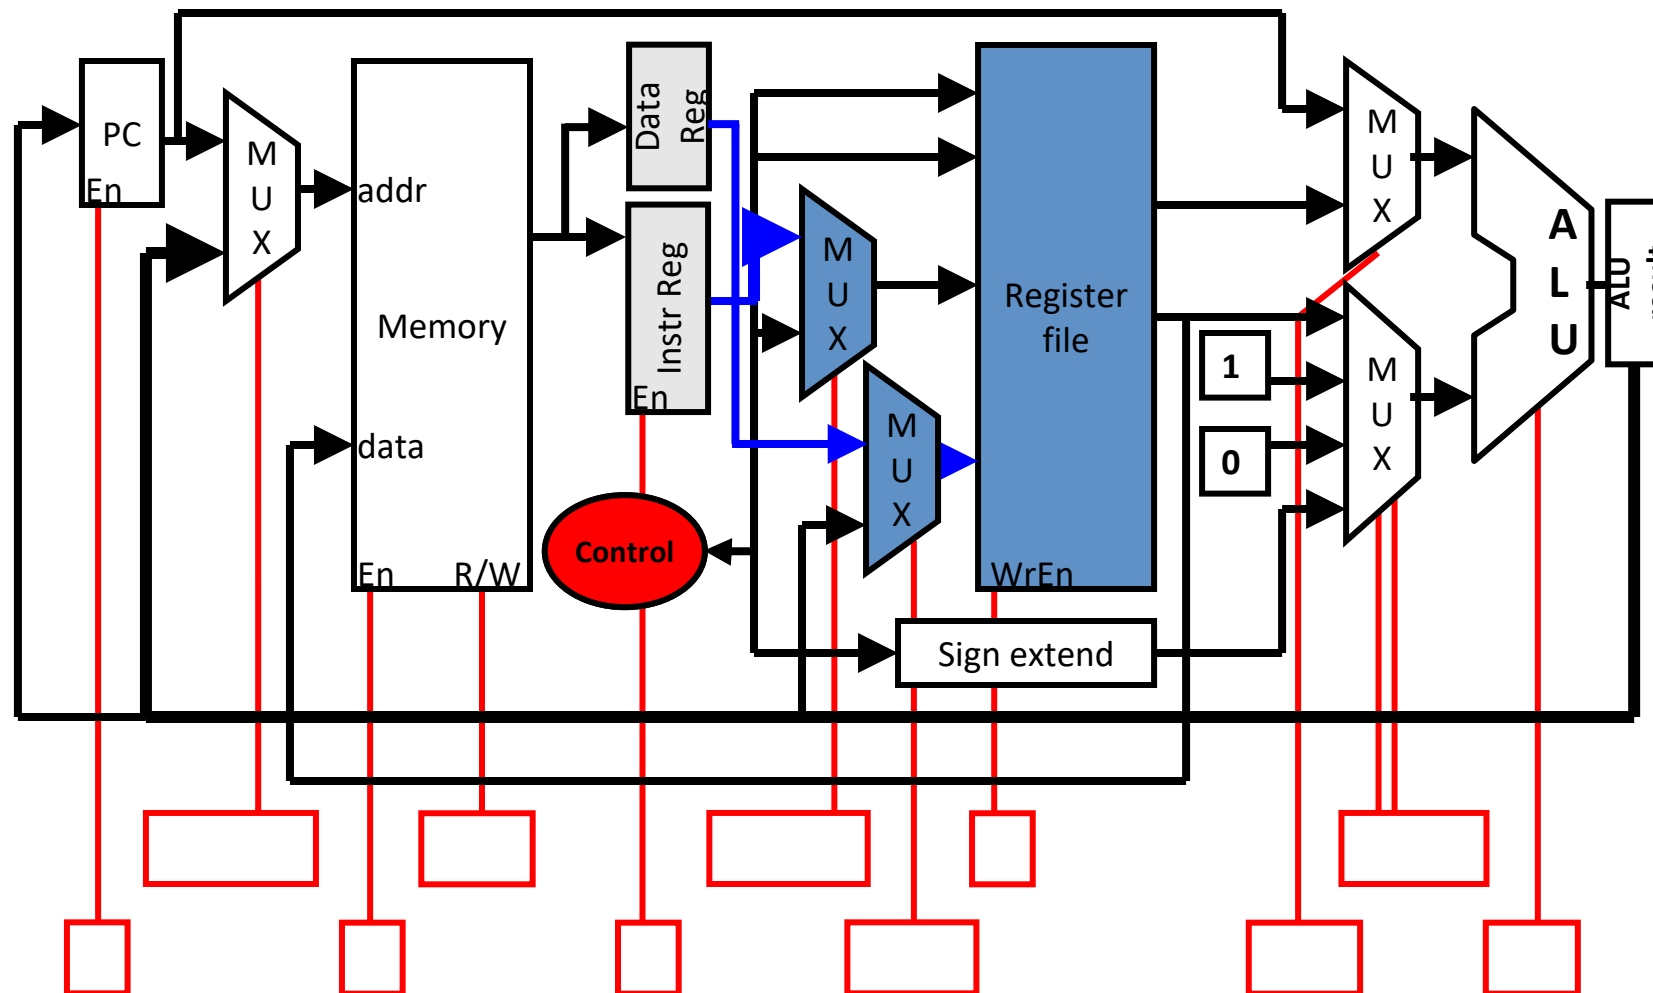 PC
En
M
U
X
addr
Memory
data
En
R/W
Data
Reg
Instr Reg
En
Control
M
U
X
M
U
X
Register
file
WrEn
Sign extend
1
0
M
U
X
M
U
X
A
L
U
ALU